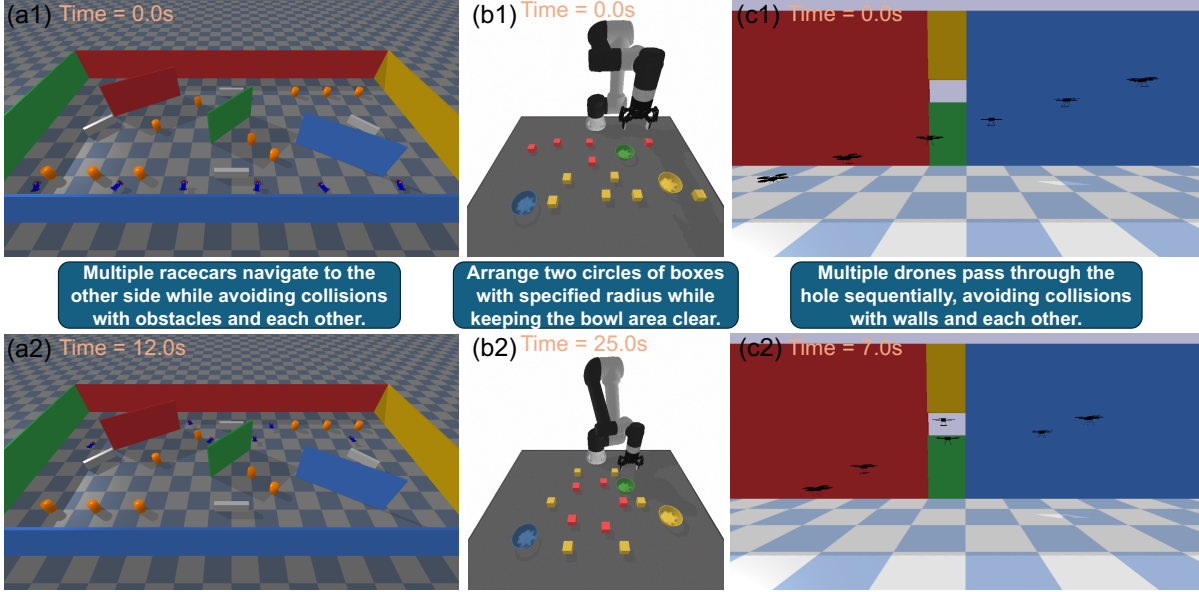 (a1) Time = 0.0s
(b1) Time = 0.0s
(c1) Time = 0.0s
Multiple racecars navigate to the
other side while avoiding collisions
with obstacles and each other.
Arrange two circles of boxes
with specified radius while
keeping the bowl area clear.
Multiple drones pass through the
hole sequentially, avoiding collisions
with walls and each other.
(a2) Time = 12.0s
(b2) Time = 25.0s
(c2) Time = 7.0s